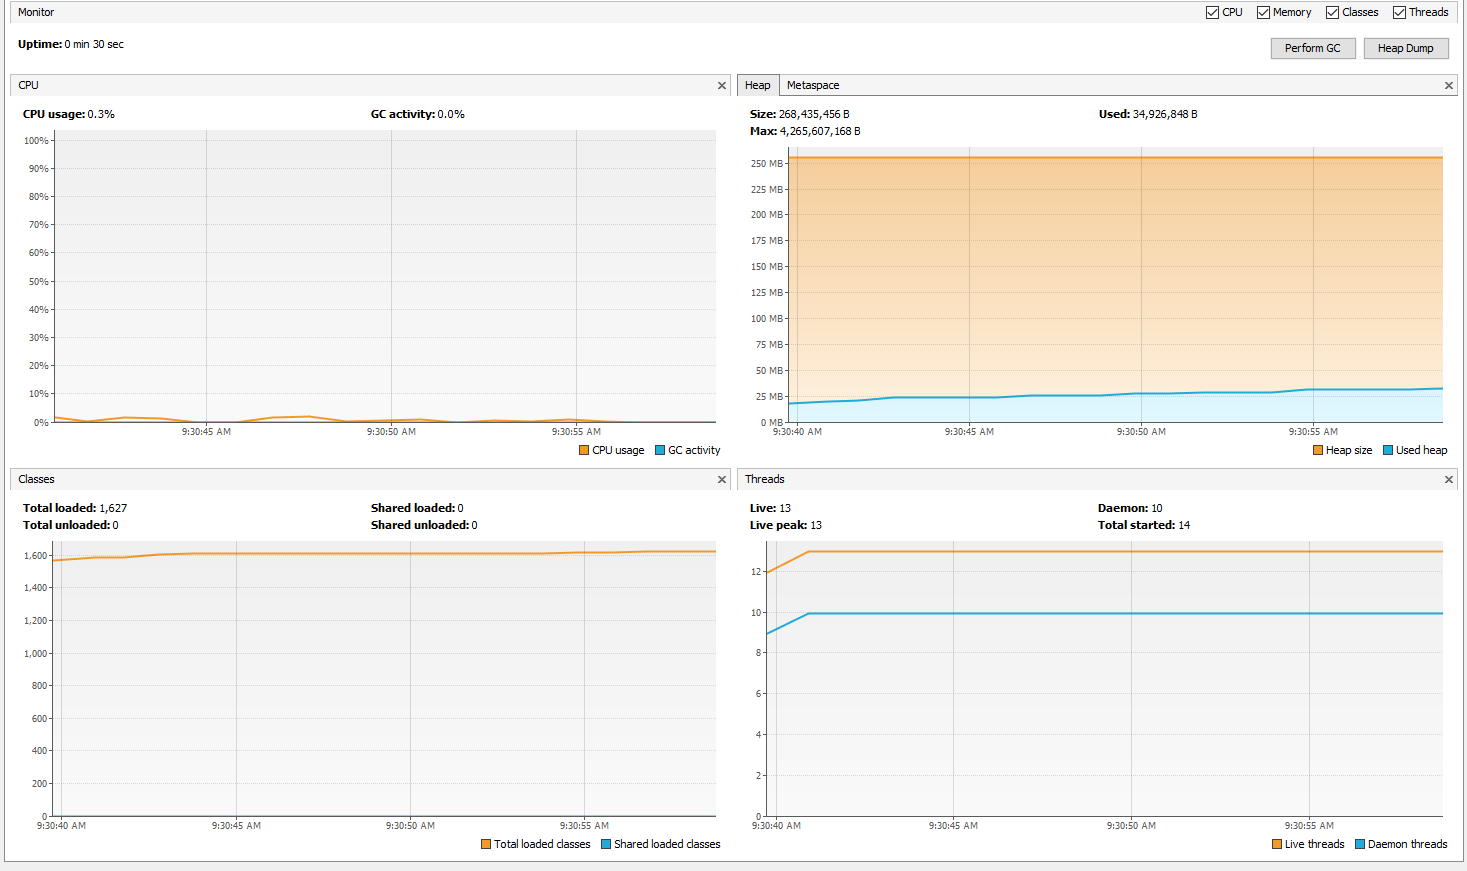 Monitor CPU Memory Classes Threads
Uptime: 0 min 30 sec
Perform GC Heap Dump
CPU
CPU usage: 0.3% GC activity: 0.0%
100%
90%
80%
70%
60%
50%
40%
30%
20%
10%
0%
9:30:45 AM 9:30:50 AM 9:30:55 AM
CPU usage GC activity
Heap Metaspace
Size: 268,435,456 B Used: 34,926,848 B
Max: 4,265,607,168 B
250 MB
225 MB
200 MB
175 MB
150 MB
125 MB
100 MB
75 MB
50 MB
25 MB
0 MB
9:30:40 AM 9:30:45 AM 9:30:50 AM 9:30:55 AM
Heap size Used heap
Classes
Total loaded: 1,627 Shared loaded: 0
Total unloaded: 0 Shared unloaded: 0
1,600
1,400
1,200
1,000
800
600
400
200
0
9:30:40 AM 9:30:45 AM 9:30:50 AM 9:30:55 AM
Total loaded classes Shared loaded classes
Threads
Live: 13 Daemon: 10
Live peak: 13 Total started: 14
12
10
8
6
4
2
0
9:30:40 AM 9:30:45 AM 9:30:50 AM 9:30:55 AM
Live threads Daemon threads